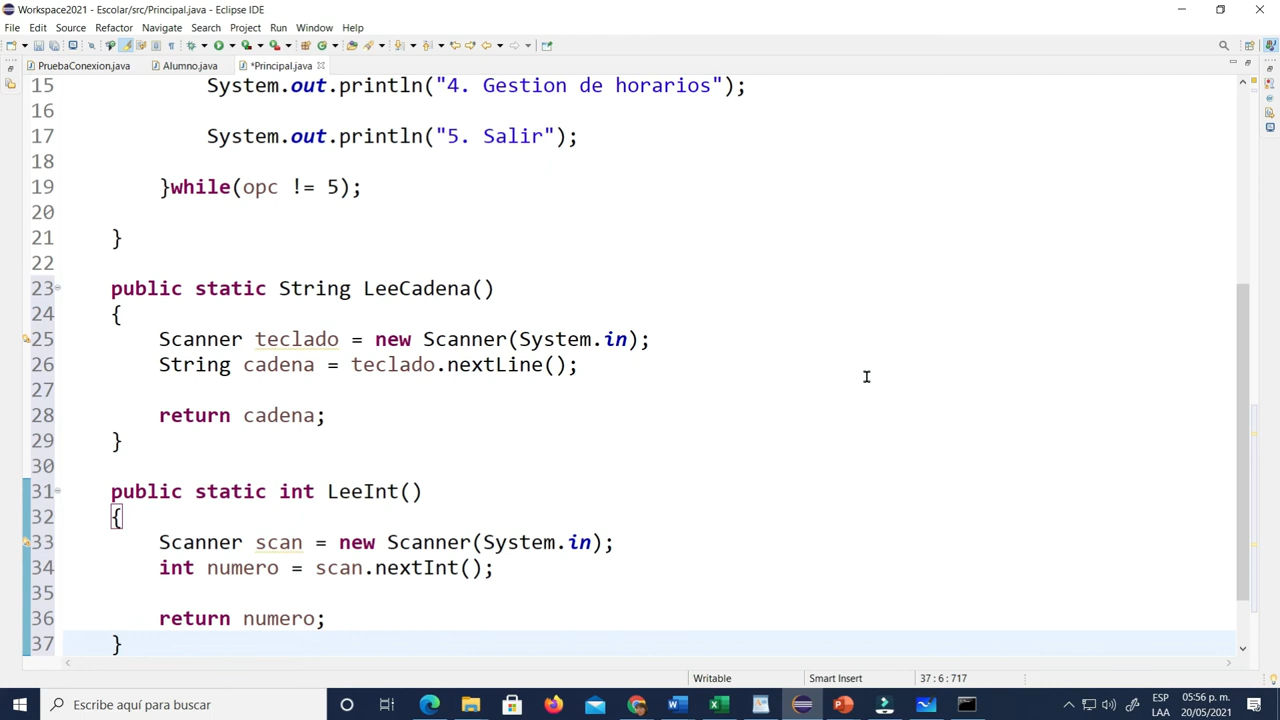 Workspace2021 - Escolar/src/Principal.java - Eclipse IDE
File Edit Source Refactor Navigate Search Project Run Window Help
PruebaConexion.java Alumno.java *Principal.java
15 System.out.println("4. Gestion de horarios");
16
17 System.out.println("5. Salir");
18
19 }while(opc != 5);
20
21 }
22
23 public static String LeeCadena()
24 {
25 Scanner teclado = new Scanner(System.in);
26 String cadena = teclado.nextLine();
27
28 return cadena;
29 }
30
31 public static int LeeInt()
32 {
33 Scanner scan = new Scanner(System.in);
34 int numero = scan.nextInt();
35
36 return numero;
37 }
Writable Smart Insert 37 : 6 : 717
Escribe aquí para buscar
ESP 05:56 p. m.
LAA 20/05/2021